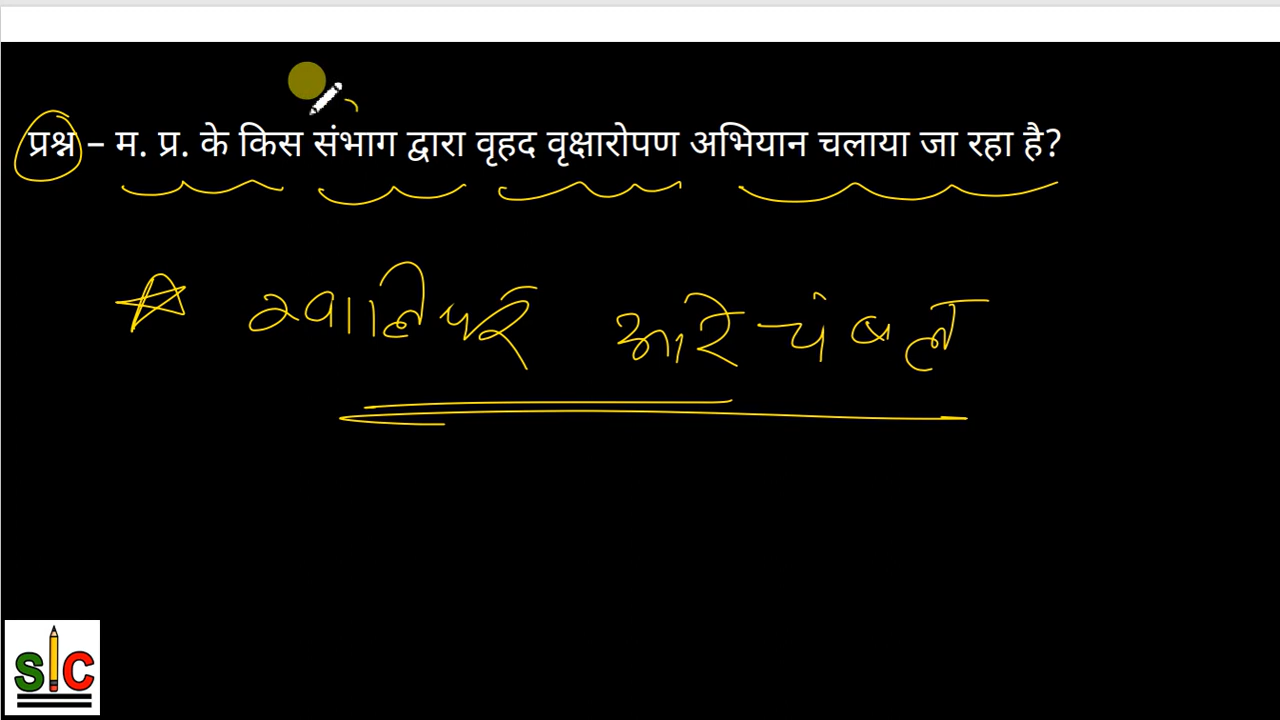 प्रश्न – म. प्र. के किस संभाग द्वारा वृहद वृक्षारोपण अभियान चलाया जा रहा है?
ग्वालियर और चंबल
SIC